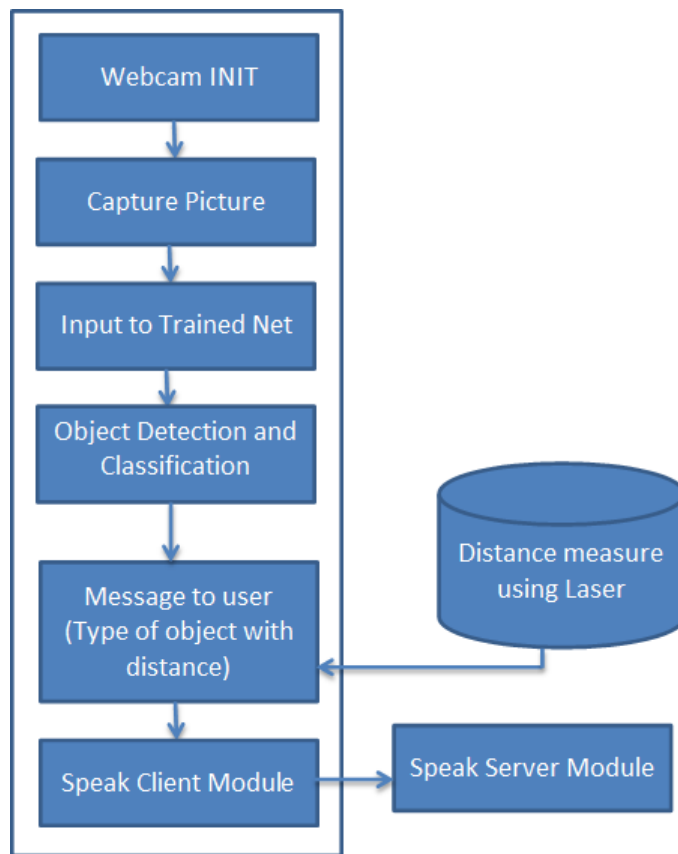 Webcam INIT
Capture Picture
Input to Trained Net
Object Detection and
Classification
Message to user
(Type of object with
distance)
Distance measure
using Laser
Speak Client Module
Speak Server Module